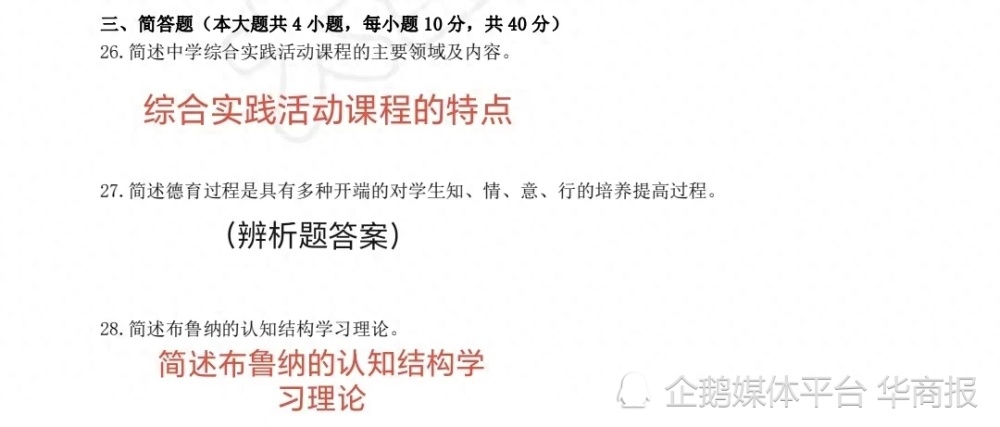 三、简答题（本大题共 4 小题，每小题 10 分，共 40 分）
26.简述中学综合实践活动课程的主要领域及内容。
综合实践活动课程的特点
27.简述德育过程是具有多种开端的对学生知、情、意、行的培养提高过程。
（辨析题答案）
28.简述布鲁纳的认知结构学习理论。
简述布鲁纳的认知结构学
习理论
企鹅媒体平台 华商报